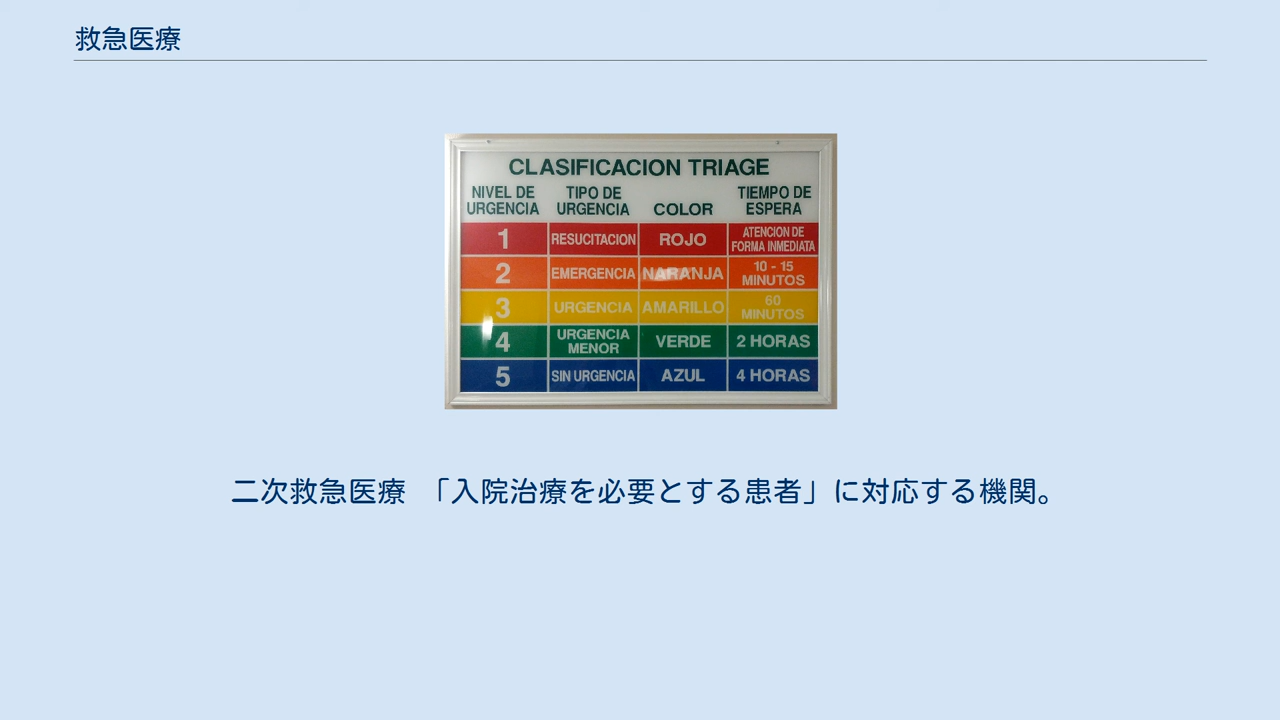 救急医療
CLASIFICACION TRIAGE
NIVEL DE URGENCIA TIPO DE URGENCIA COLOR TIEMPO DE ESPERA
1 RESUCITACION ROJO ATENCION DE FORMA INMEDIATA
2 EMERGENCIA NARANJA 10 - 15 MINUTOS
3 URGENCIA AMARILLO 60 MINUTOS
4 URGENCIA MENOR VERDE 2 HORAS
5 SIN URGENCIA AZUL 4 HORAS
二次救急医療 「入院治療を必要とする患者」に対応する機関。